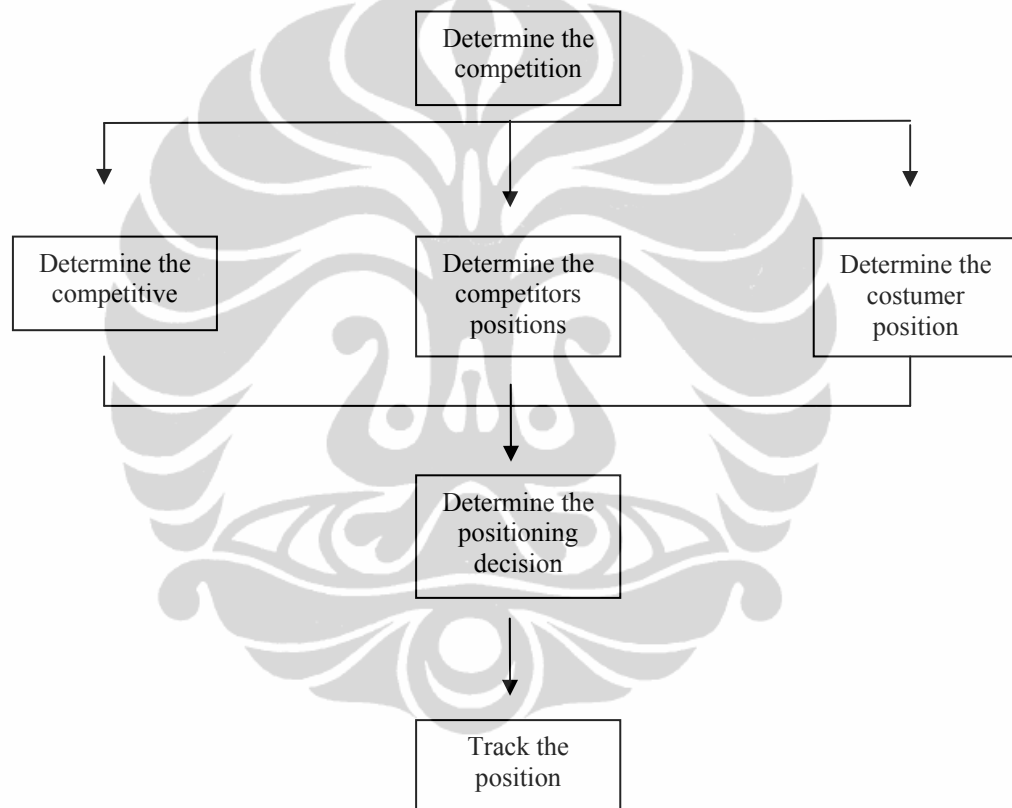 Determine the
competition
Determine the
competitive
Determine the
competitors
positions
Determine the
costumer
position
Determine the
positioning
decision
Track the
position